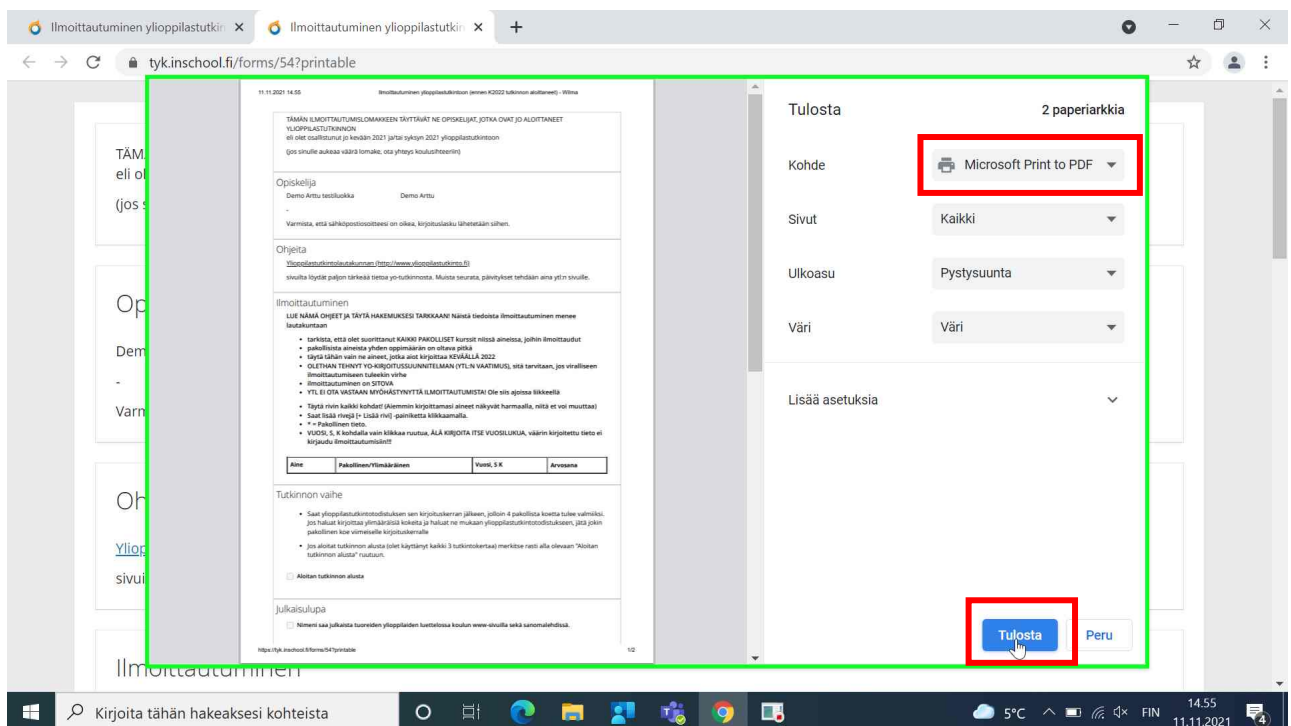 Ilmoittautuminen ylioppilastutkin
Ilmoittautuminen ylioppilastutkin
tyk.inschool.fi/forms/54?printable
TÄM
eli ol
(jos s
Op
Dem
-
Varm
Oh
Yliop
sivui
Ilmoittautuminen
11.11.2021 14.55
Ilmoittautuminen ylioppilastutkintoon (ennen K2022 tutkinnon aloittaneet) - Wilma
TÄMÄN ILMOITTAUTUMISLOMAKKEEN TÄYTTÄVÄT NE OPISKELIJAT, JOTKA OVAT JO ALOITTANEET
YLIOPPILASTUTKINNON
eli olet osallistunut jo kevään 2021 ja/tai syksyn 2021 ylioppilastutkintoon
(jos sinulle aukeaa väärä lomake, ota yhteys koulusihteeriin)
Opiskelija
Demo Arttu testiluokka Demo Arttu
-
Varmista, että sähköpostiosoitteesi on oikea, kirjoituslasku lähetetään siihen.
Ohjeita
Ylioppilastutkintolautakunnan (http://www.ylioppilastutkinto.fi)
sivuilta löydät paljon tärkeää tietoa yo-tutkinnosta. Muista seurata, päivitykset tehdään aina ytl:n sivuille.
Ilmoittautuminen
LUE NÄMÄ OHJEET JA TÄYTÄ HAKEMUKSESI TARKKAAN! Näistä tiedoista ilmoittautuminen menee
lautakuntaan
• tarkista, että olet suorittanut KAIKKI PAKOLLISET kurssit niissä aineissa, joihin ilmoittaudut
• pakollisista aineista yhden oppimäärän on oltava pitkä
• täytä tähän vain ne aineet, jotka aiot kirjoittaa KEVÄÄLLÄ 2022
• OLETHAN TEHNYT YO-KIRJOITUSSUUNNITELMAN (YTL:N VAATIMUS), sitä tarvitaan, jos viralliseen
ilmoittautumiseen tuleekin virhe
• ilmoittautuminen on SITOVA
• YTL EI OTA VASTAAN MYÖHÄSTYNYTTÄ ILMOITTAUTUMISTA! Ole siis ajoissa liikkeellä
• Täytä rivin kaikki kohdat! (Aiemmin kirjoittamasi aineet näkyvät harmaalla, niitä et voi muuttaa)
• Saat lisää rivejä [+ Lisää rivi] -painiketta klikkaamalla.
• * = Pakollinen tieto.
• VUOSI, S, K kohdalla vain klikkaa ruutua, ÄLÄ KIRJOITA ITSE VUOSILUKUA, väärin kirjoitettu tieto ei
kirjaudu ilmoittautumisiin!!!
Aine Pakollinen/Ylimääräinen Vuosi, S K Arvosana
Tutkinnon vaihe
• Saat ylioppilastutkintotodistuksen sen kirjoituskerran jälkeen, jolloin 4 pakollista koetta tulee valmiiksi.
Jos haluat kirjoittaa ylimääräisiä kokeita ja haluat ne mukaan ylioppilastutkintotodistukseen, jätä jokin
pakollinen koe viimeiselle kirjoituskerralle
• Jos aloitat tutkinnon alusta (olet käyttänyt kaikki 3 tutkintokertaa) merkitse rasti alla olevaan "Aloitan
tutkinnon alusta" ruutuun.
Aloitan tutkinnon alusta
Julkaisulupa
Nimeni saa julkaista tuoreiden ylioppilaiden luettelossa koulun www-sivuilla sekä sanomalehdissä.
https://tyk.inschool.fi/forms/54?printable 1/2
Tulosta 2 paperiarkkia
Kohde Microsoft Print to PDF
Sivut Kaikki
Ulkoasu Pystysuunta
Väri Väri
Lisää asetuksia
Tulosta Peru
Kirjoita tähän hakeaksesi kohteista
5°C FIN 14.55
11.11.2021
4